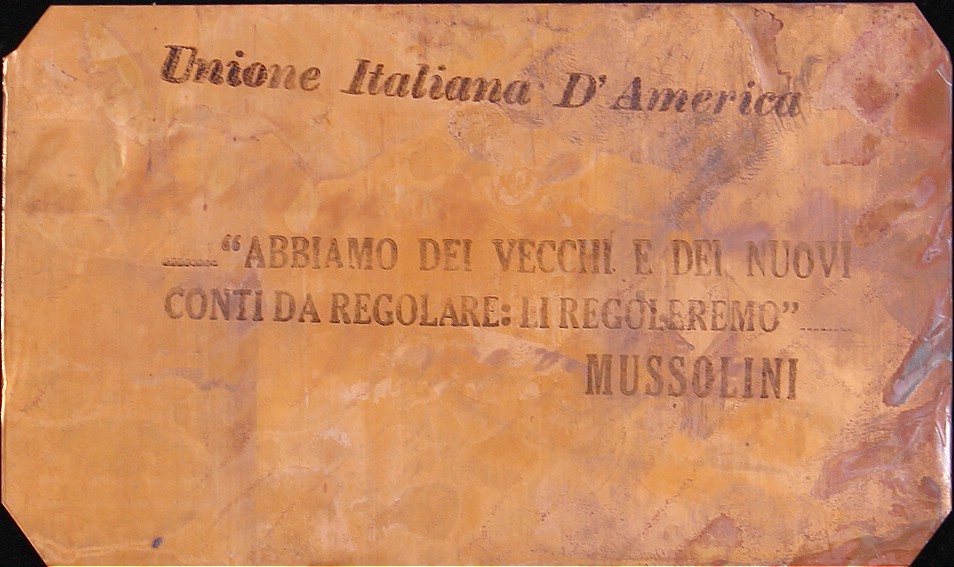 Unione Italiana D' America
........"ABBIAMO DEI VECCHI E DEI NUOVI
CONTI DA REGOLARE: LI REGOLEREMO"........
MUSSOLINI